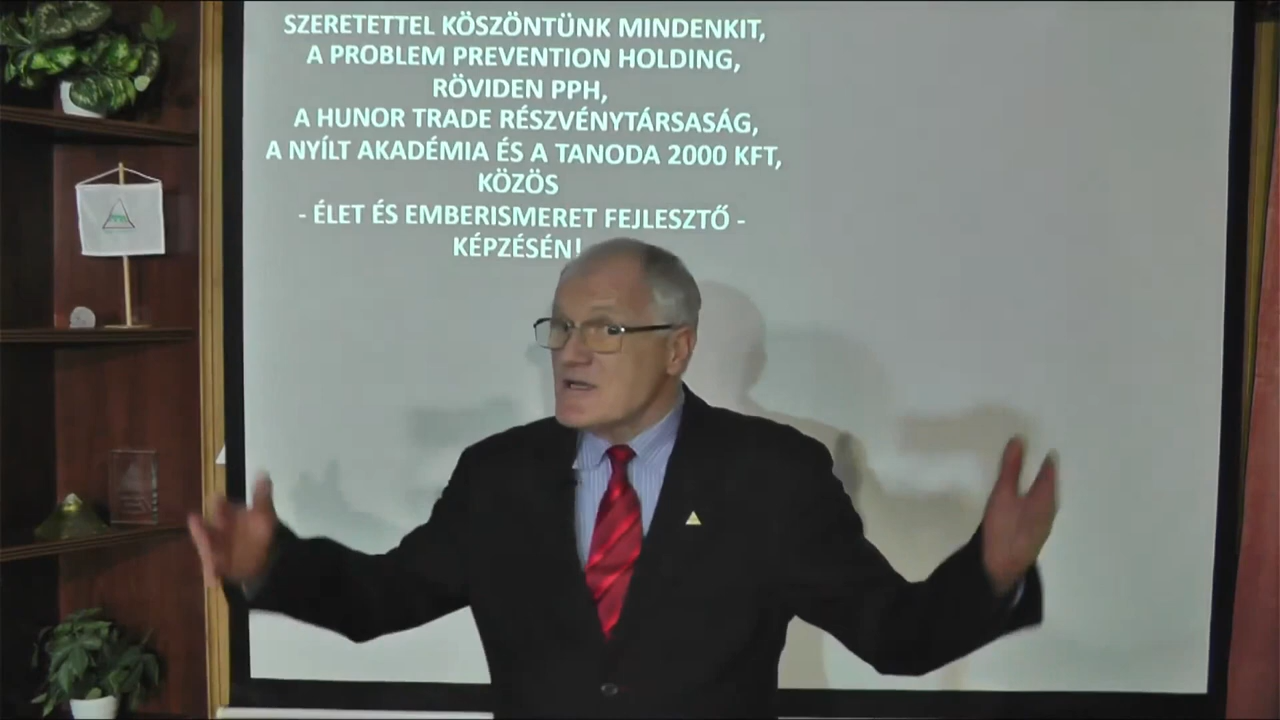 SZERETETTEL KÖSZÖNTÜNK MINDENKIT,
A PROBLEM PREVENTION HOLDING,
RÖVIDEN PPH,
A HUNOR TRADE RÉSZVÉNYTÁRSASÁG,
A NYÍLT AKADÉMIA ÉS A TANODA 2000 KFT,
KÖZÖS
- ÉLET ÉS EMBERISMERET FEJLESZTŐ -
KÉPZÉSÉN!